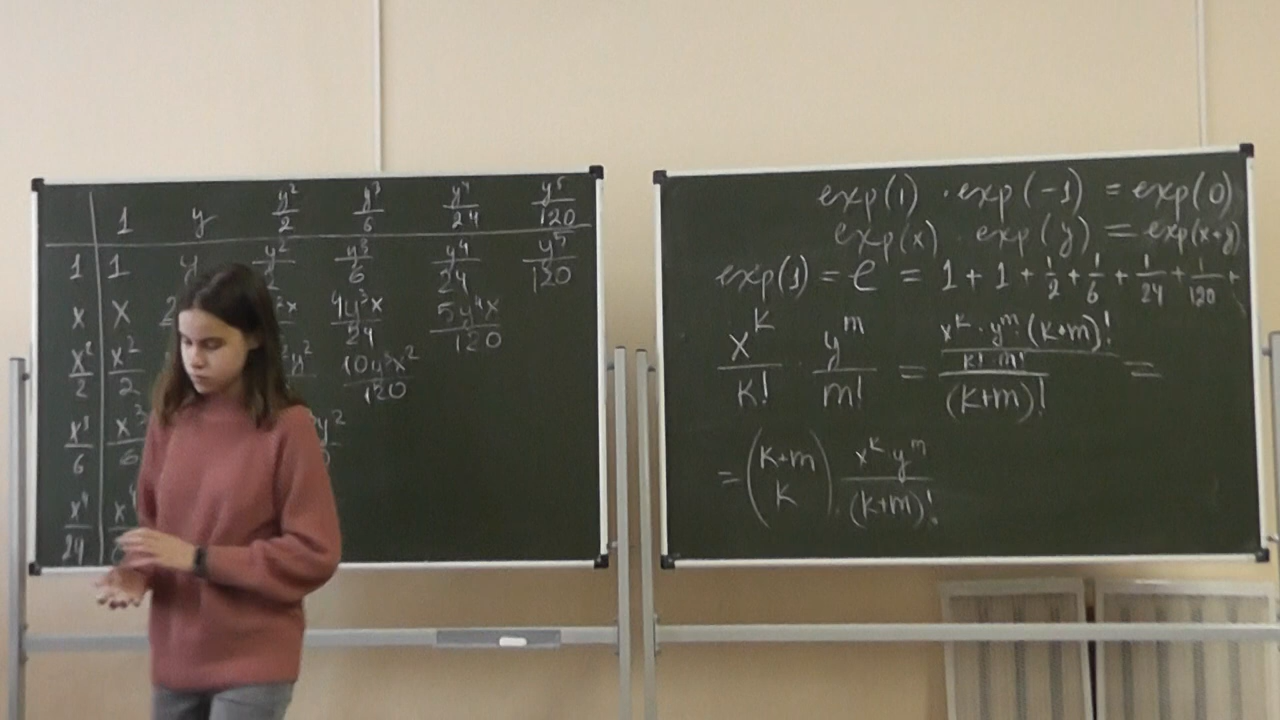 1 y y²/2 y³/6 y⁴/24 y⁵/120
1 1 y y²/2 y³/6 y⁴/24 y⁵/120
x x 4y³x/24 5y⁴x/120
x²/2 x²/2 10y³x²/120
x³/6 x³/6
x⁴/24
exp(1) · exp(-1) = exp(0)
exp(x) · exp(y) = exp(x+y)
exp(1) = e = 1 + 1 + 1/2 + 1/6 + 1/24 + 1/120 +
x^k/k! · y^m/m! = (x^k · y^m · (k+m)!/(k! · m!))/(k+m)! =
= (k+m k) · x^k · y^m/(k+m)!